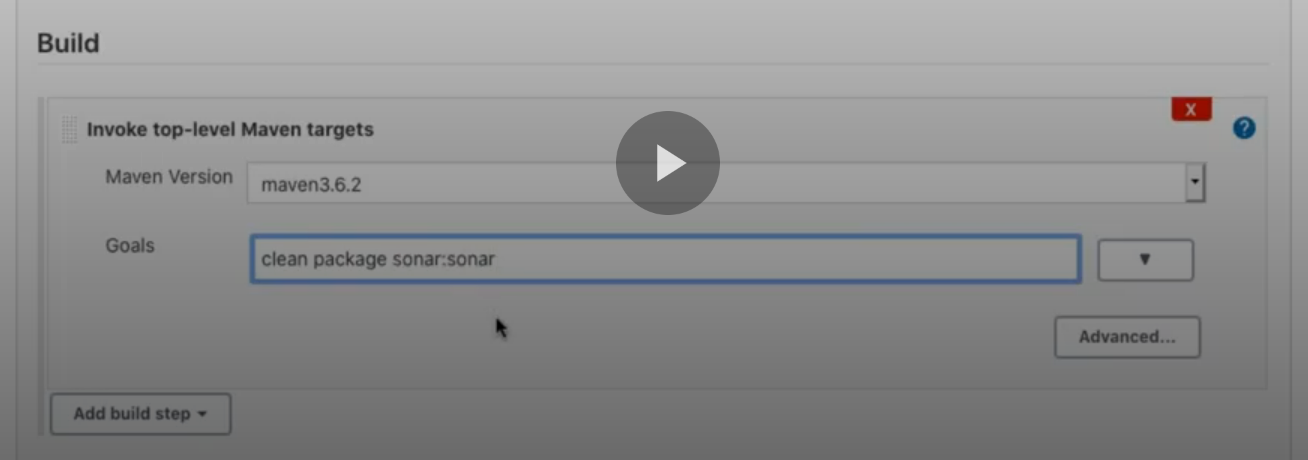 Build
Invoke top-level Maven targets
X
?
Maven Version
maven3.6.2
Goals
clean package sonar:sonar
Advanced...
Add build step